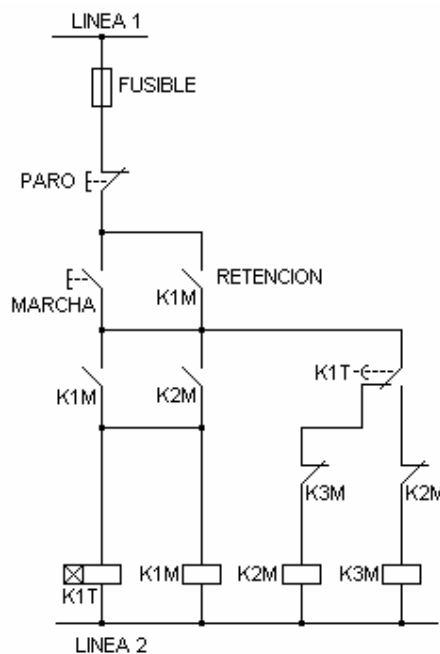 LINEA 1
FUSIBLE
PARO
RETENCION
K1M
MARCHA
K1T
K1M
K2M
K3M
K2M
K1M
K2M
K3M
K1T
LINEA 2